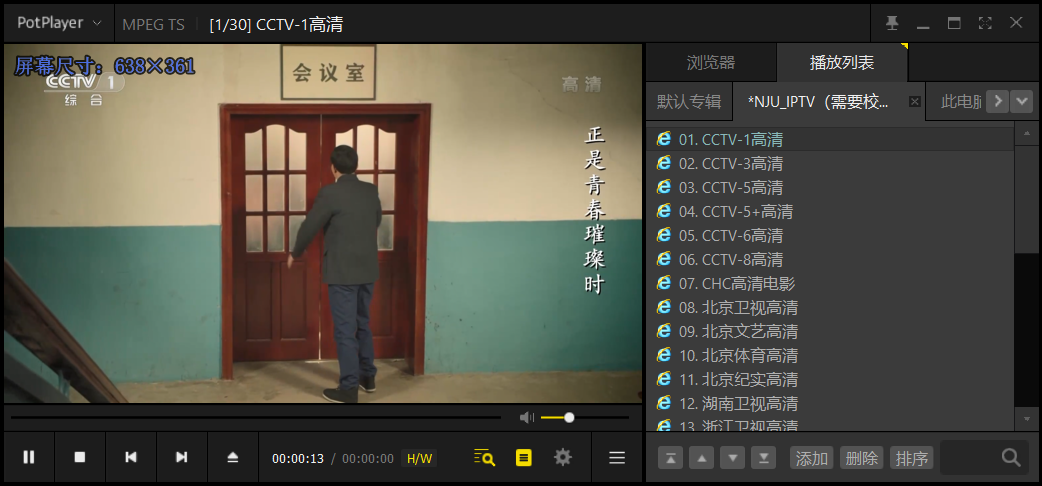 PotPlayer
MPEG TS
[1/30] CCTV-1高清
屏幕尺寸：638×361
CCTV 1
综合
会议室
高清
正是青春璀璨时
浏览器
播放列表
默认专辑
*NJU_IPTV（需要校...
此电脑
01. CCTV-1高清
02. CCTV-3高清
03. CCTV-5高清
04. CCTV-5+高清
05. CCTV-6高清
06. CCTV-8高清
07. CHC高清电影
08. 北京卫视高清
09. 北京文艺高清
10. 北京体育高清
11. 北京纪实高清
12. 湖南卫视高清
13. 浙江卫视高清
00:00:13 / 00:00:00 H/W
添加
删除
排序